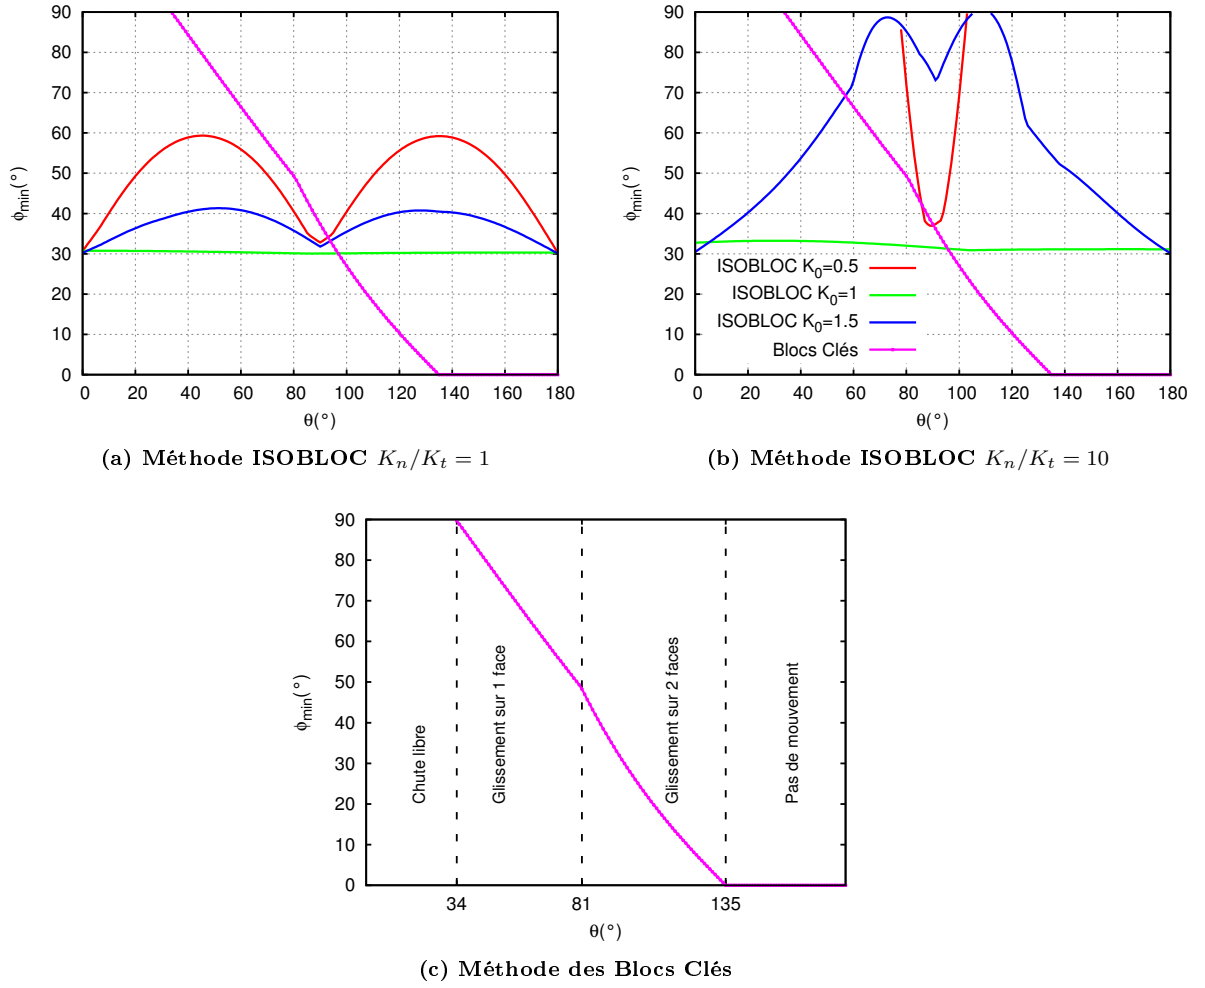 90
80
70
60
50
40
30
20
10
0
ϕmin(°)
0 20 40 60 80 100 120 140 160 180
θ(°)
(a) Méthode ISOBLOC Kn/Kt = 1
90
80
70
60
50
40
30
20
10
0
ϕmin(°)
ISOBLOC K0=0.5
ISOBLOC K0=1
ISOBLOC K0=1.5
Blocs Clés
0 20 40 60 80 100 120 140 160 180
θ(°)
(b) Méthode ISOBLOC Kn/Kt = 10
90
80
70
60
50
40
30
20
10
0
ϕmin(°)
Chute libre
Glissement sur 1 face
Glissement sur 2 faces
Pas de mouvement
34 81 135
θ(°)
(c) Méthode des Blocs Clés